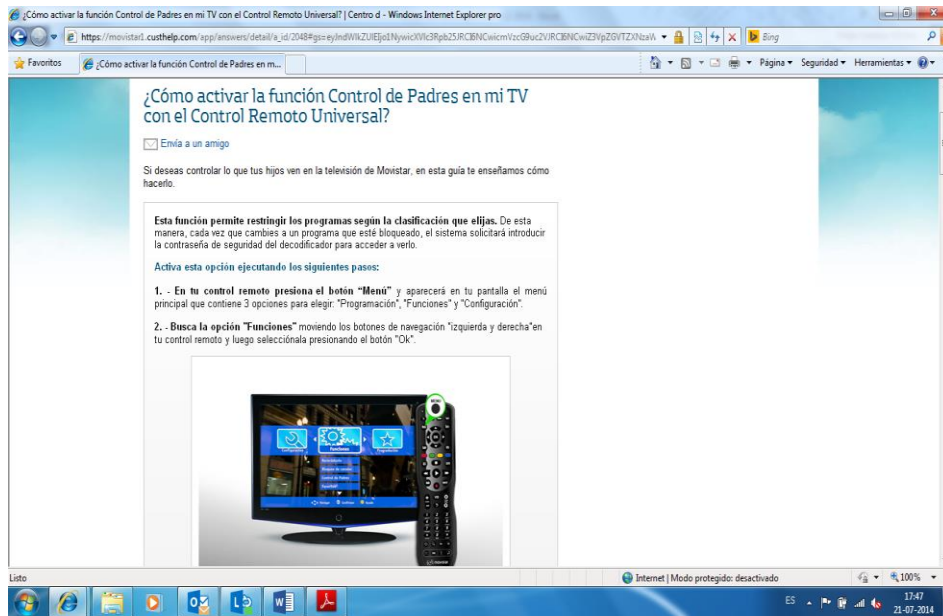 ¿Cómo activar la función Control de Padres en mi TV con el Control Remoto Universal? | Centro d - Windows Internet Explorer pro
Bing
Favoritos
¿Cómo activar la función Control de Padres en m...
Página
Seguridad
Herramientas
¿Cómo activar la función Control de Padres en mi TV
con el Control Remoto Universal?
Envía a un amigo
Si deseas controlar lo que tus hijos ven en la televisión de Movistar, en esta guía te enseñamos cómo
hacerlo.
Esta función permite restringir los programas según la clasificación que elijas. De esta
manera, cada vez que cambies a un programa que esté bloqueado, el sistema solicitará introducir
la contraseña de seguridad del decodificador para acceder a verlo.
Activa esta opción ejecutando los siguientes pasos:
1. - En tu control remoto presiona el botón “Menú” y aparecerá en tu pantalla el menú
principal que contiene 3 opciones para elegir: "Programación", "Funciones" y "Configuración".
2. - Busca la opción "Funciones" moviendo los botones de navegación "izquierda y derecha"en
tu control remoto y luego selecciónala presionando el botón "Ok".
MENU
Configuración
Funciones
Programación
Control de Padres
Listo
Internet | Modo protegido: desactivado
100%
ES
17:47
21-07-2014